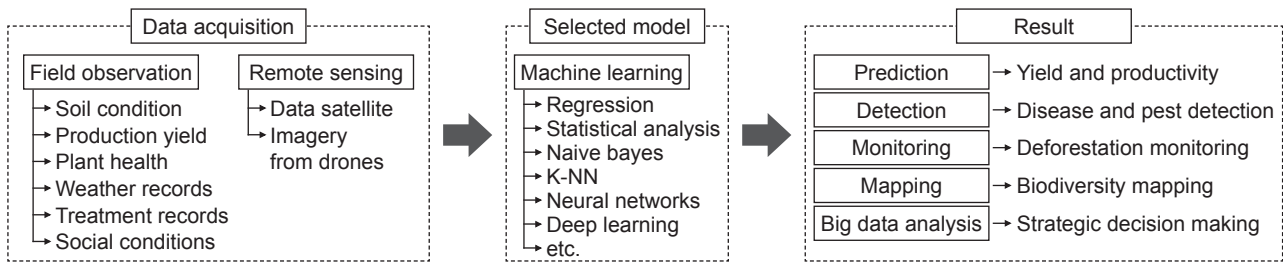 Data acquisition
Field observation
Soil condition
Production yield
Plant health
Weather records
Treatment records
Social conditions
Remote sensing
Data satellite
Imagery
from drones
Selected model
Machine learning
Regression
Statistical analysis
Naive bayes
K-NN
Neural networks
Deep learning
etc.
Result
Prediction Yield and productivity
Detection Disease and pest detection
Monitoring Deforestation monitoring
Mapping Biodiversity mapping
Big data analysis Strategic decision making